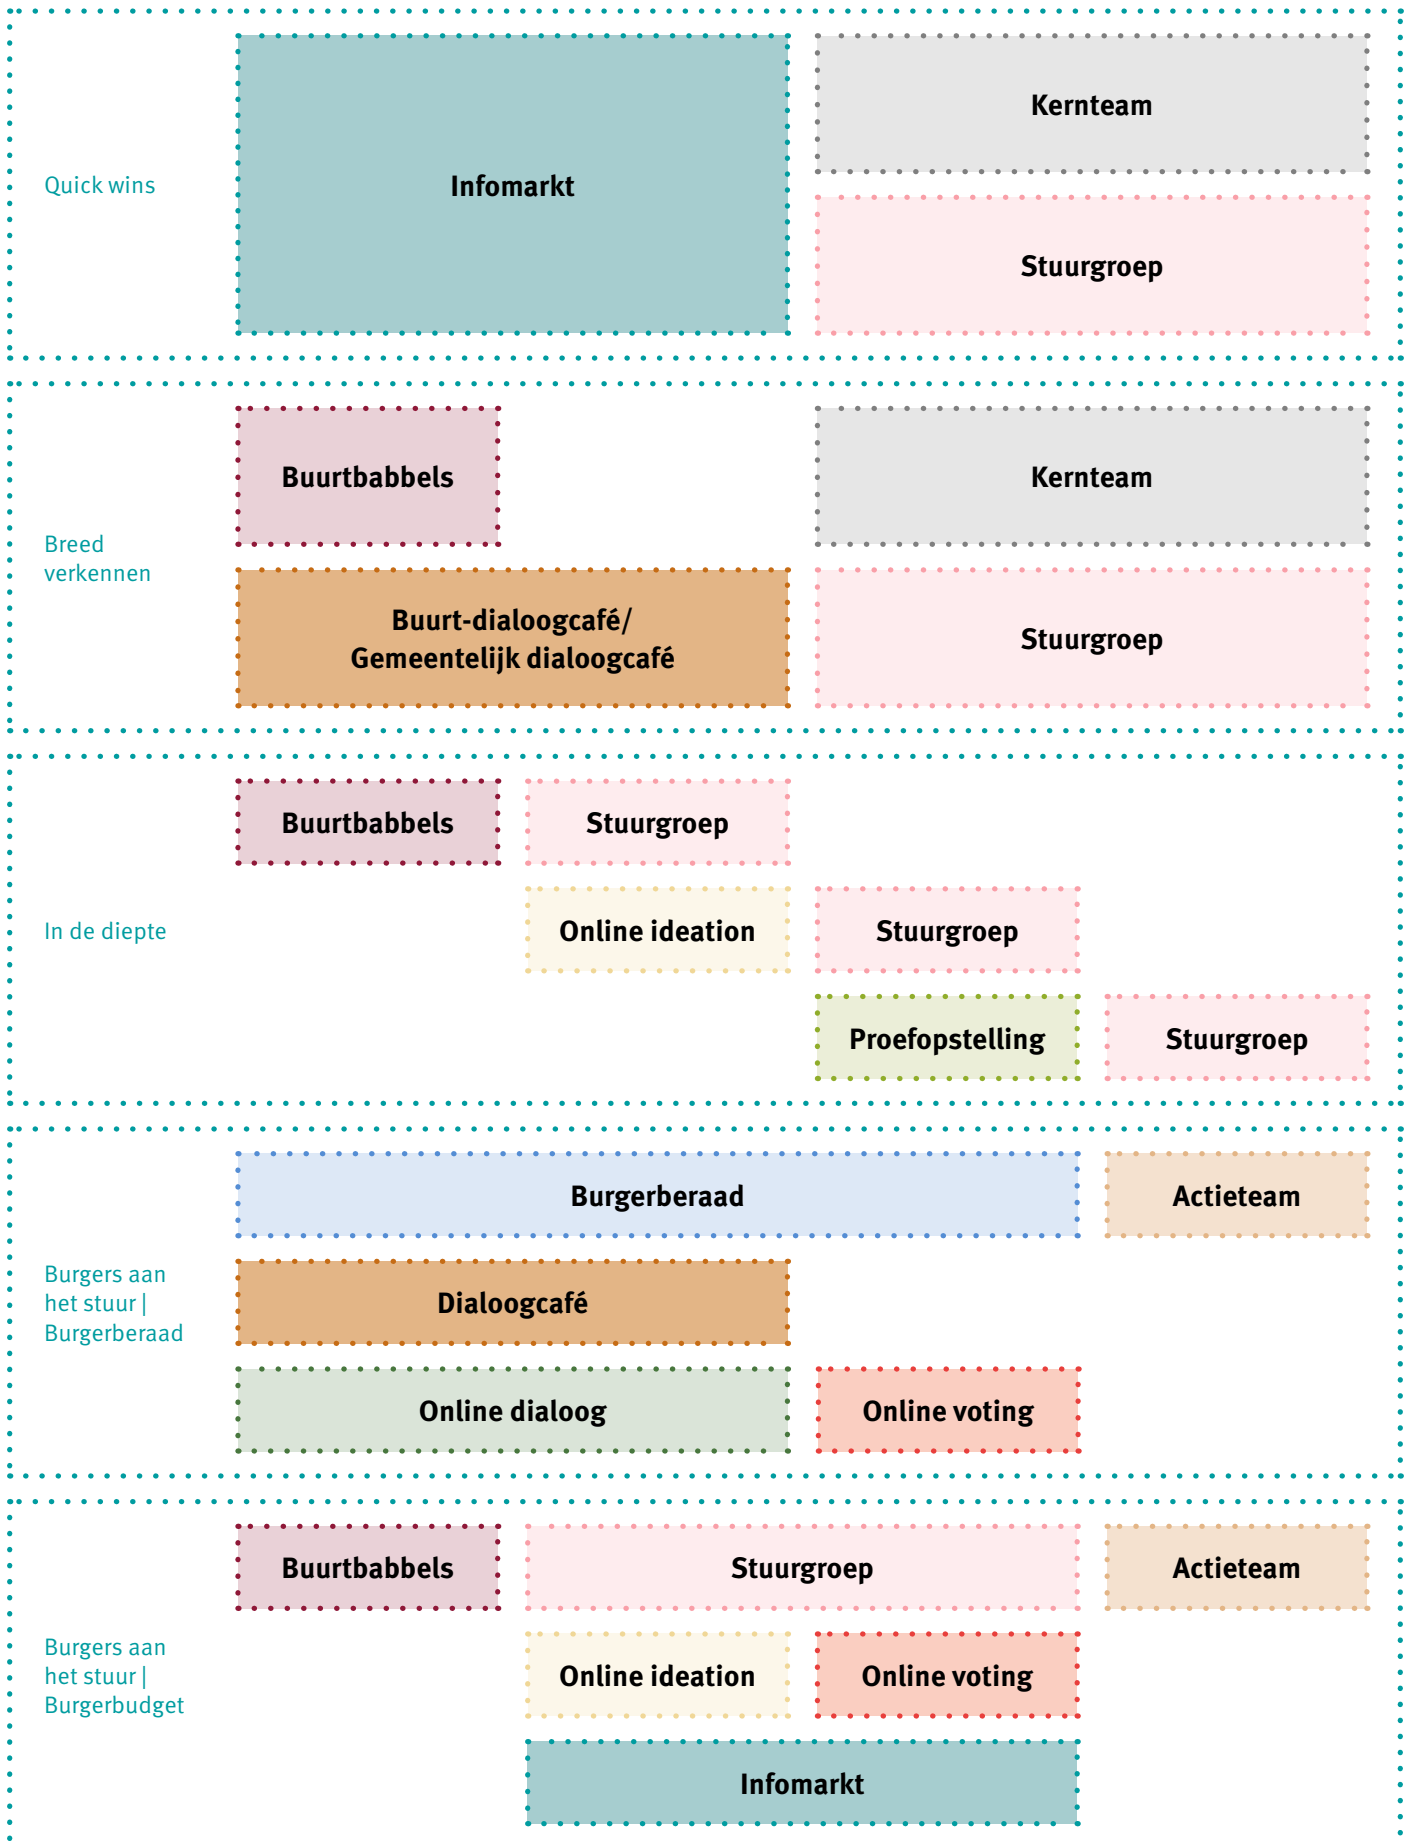 Quick wins
Infomarkt
Kernteam
Stuurgroep
Breed
verkennen
Buurtbabbels
Kernteam
Buurt-dialoogcafé/
Gemeentelijk dialoogcafé
Stuurgroep
In de diepte
Buurtbabbels
Stuurgroep
Online ideation
Stuurgroep
Proefopstelling
Stuurgroep
Burgers aan
het stuur |
Burgerberaad
Burgerberaad
Actieteam
Dialoogcafé
Online dialoog
Online voting
Burgers aan
het stuur |
Burgerbudget
Buurtbabbels
Stuurgroep
Actieteam
Online ideation
Online voting
Infomarkt